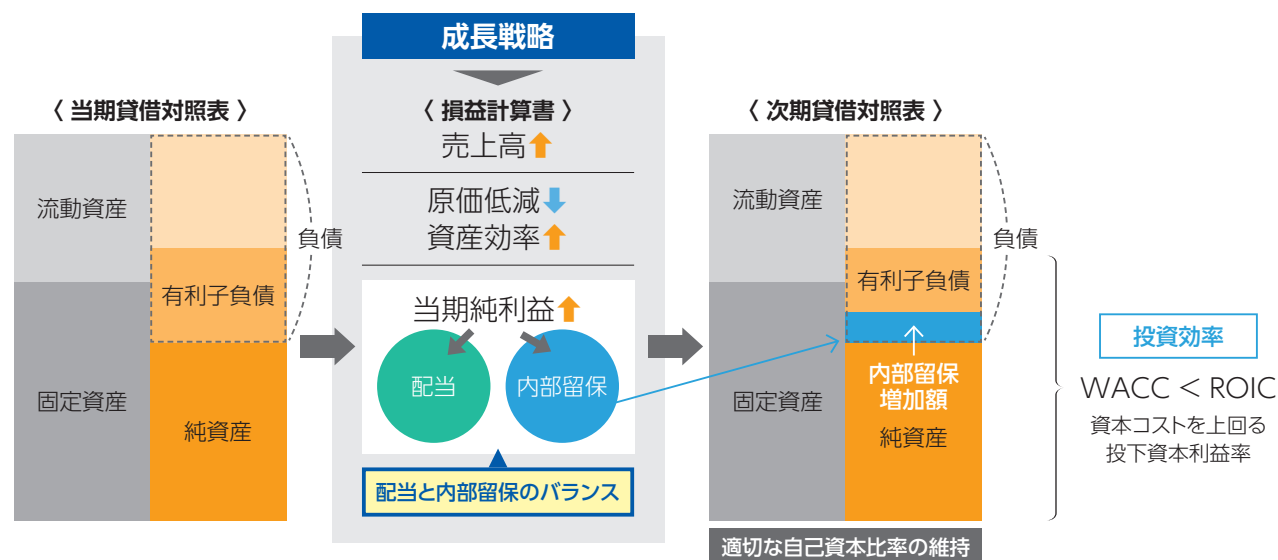 〈 当期貸借対照表 〉
流動資産
固定資産
有利子負債
純資産
負債
成長戦略
〈 損益計算書 〉
売上高
原価低減
資産効率
当期純利益
配当
内部留保
配当と内部留保のバランス
〈 次期貸借対照表 〉
流動資産
固定資産
有利子負債
内部留保
増加額
純資産
負債
適切な自己資本比率の維持
投資効率
WACC < ROIC
資本コストを上回る
投下資本利益率